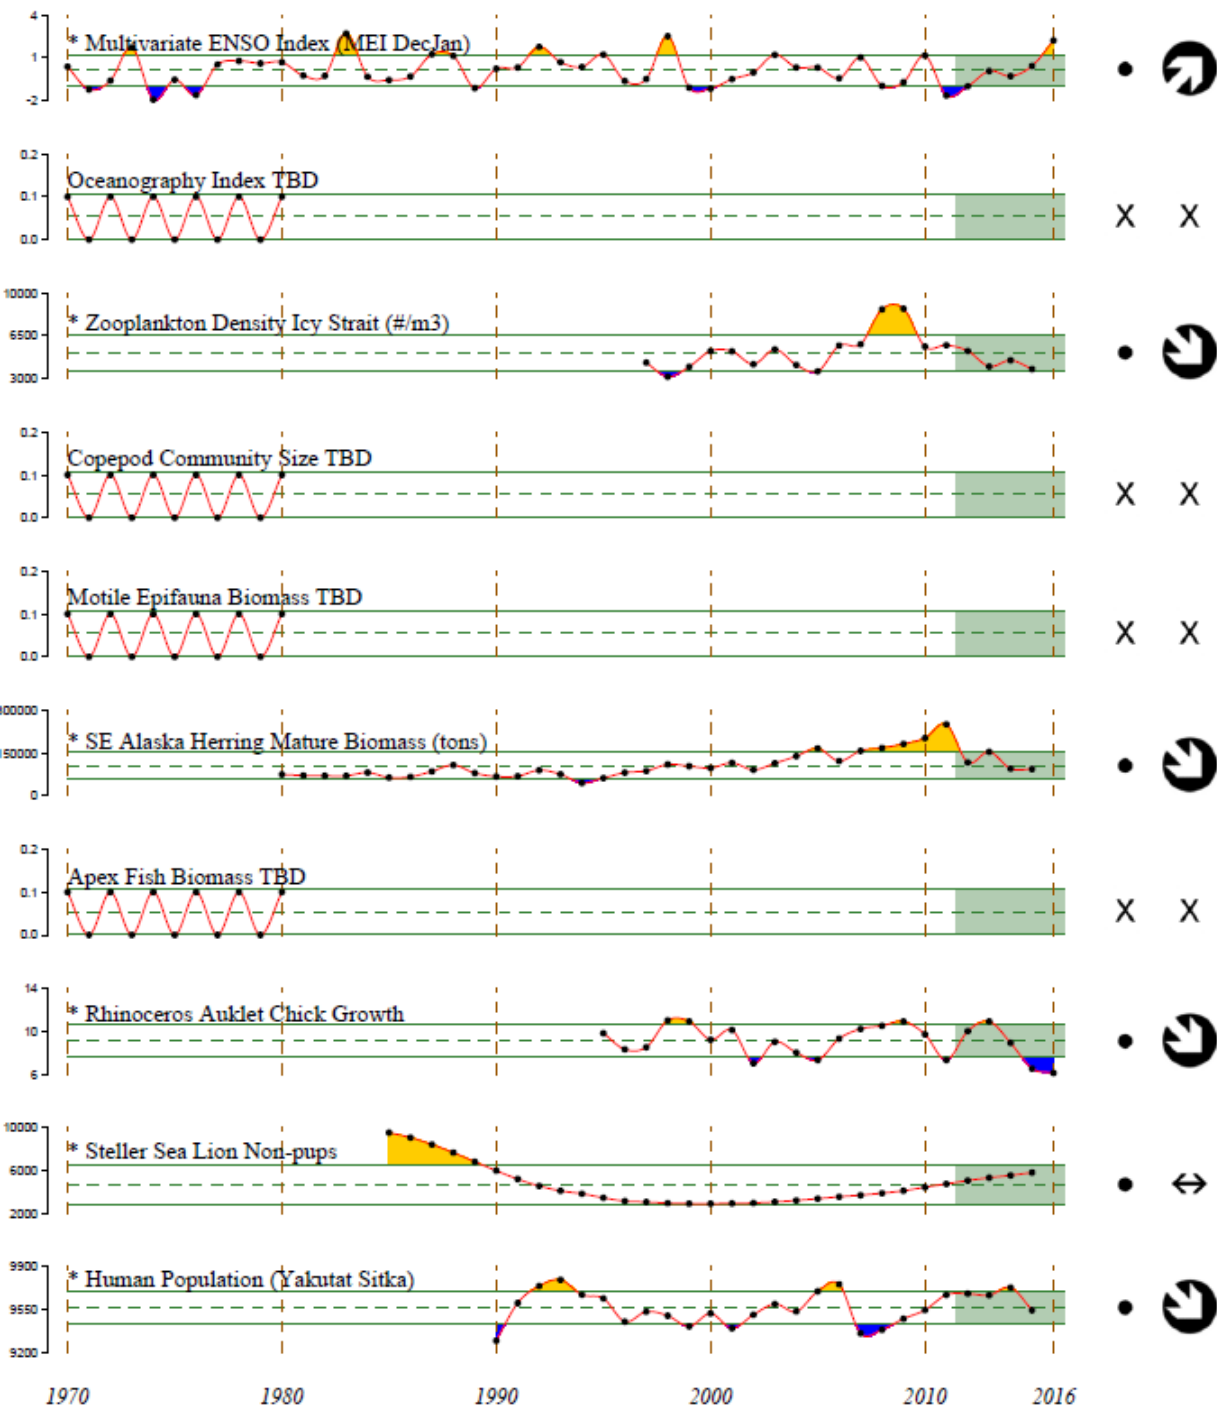 4
* Multivariate ENSO Index (MEI DecJan)
1
-2
0.2
Oceanography Index TBD
0.1
0.0
X X
10000
* Zooplankton Density Icy Strait (#/m3)
6500
3000
0.2
Copepod Community Size TBD
0.1
0.0
X X
0.2
Motile Epifauna Biomass TBD
0.1
0.0
X X
300000
* SE Alaska Herring Mature Biomass (tons)
150000
0
0.2
Apex Fish Biomass TBD
0.1
0.0
X X
14
* Rhinoceros Auklet Chick Growth
10
6
10000
* Steller Sea Lion Non-pups
6000
2000
9900
* Human Population (Yakutat Sitka)
9550
9200
1970 1980 1990 2000 2010 2016